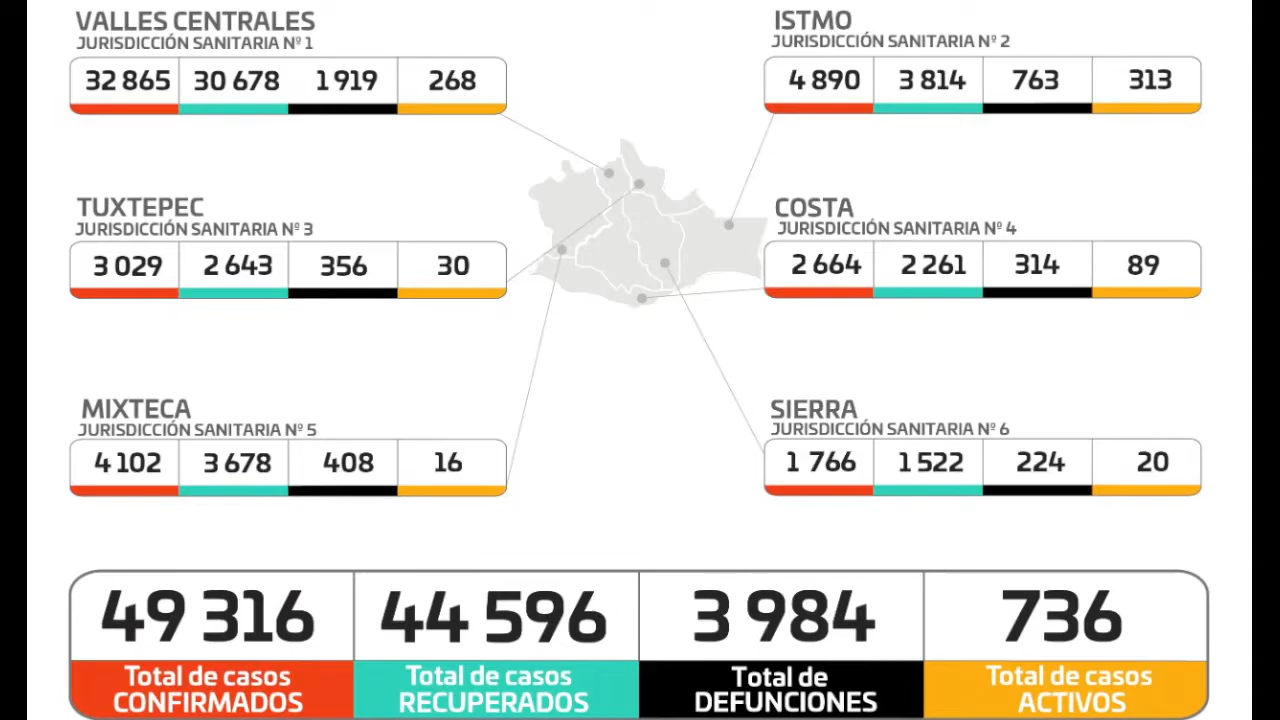 VALLES CENTRALES
JURISDICCIÓN SANITARIA Nº 1
32 865 30 678 1 919 268
ISTMO
JURISDICCIÓN SANITARIA Nº 2
4 890 3 814 763 313
TUXTEPEC
JURISDICCIÓN SANITARIA Nº 3
3 029 2 643 356 30
COSTA
JURISDICCIÓN SANITARIA Nº 4
2 664 2 261 314 89
MIXTECA
JURISDICCIÓN SANITARIA Nº 5
4 102 3 678 408 16
SIERRA
JURISDICCIÓN SANITARIA Nº 6
1 766 1 522 224 20
49 316
Total de casos
CONFIRMADOS
44 596
Total de casos
RECUPERADOS
3 984
Total de
DEFUNCIONES
736
Total de casos
ACTIVOS